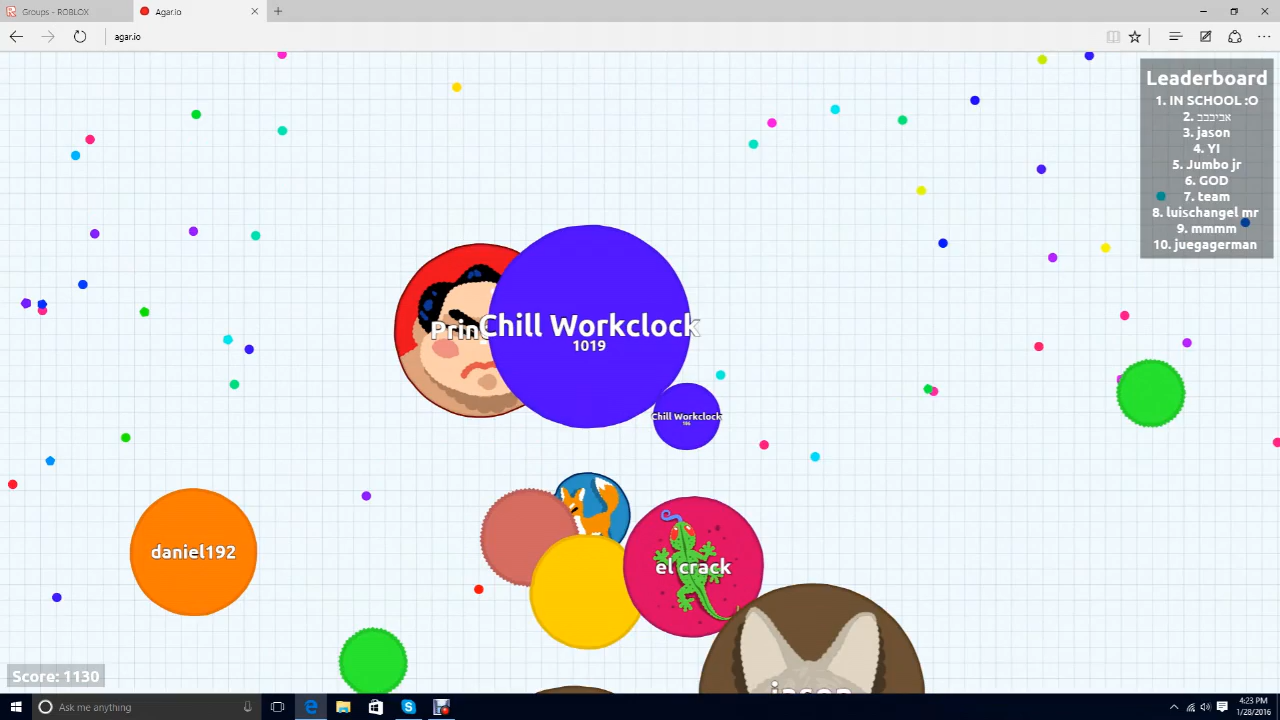 Groups - ROBLOX
Agar.io
agar.io
Leaderboard
1. IN SCHOOL :O
2. אביבבב
3. jason
4. YI
5. Jumbo jr
6. GOD
7. team
8. luischangel mr
9. mmmm
10. juegagerman
Chill Workclock
1019
Chill Workclock
daniel192
el crack
jason
Score: 1130
Ask me anything
4:23 PM
1/28/2016